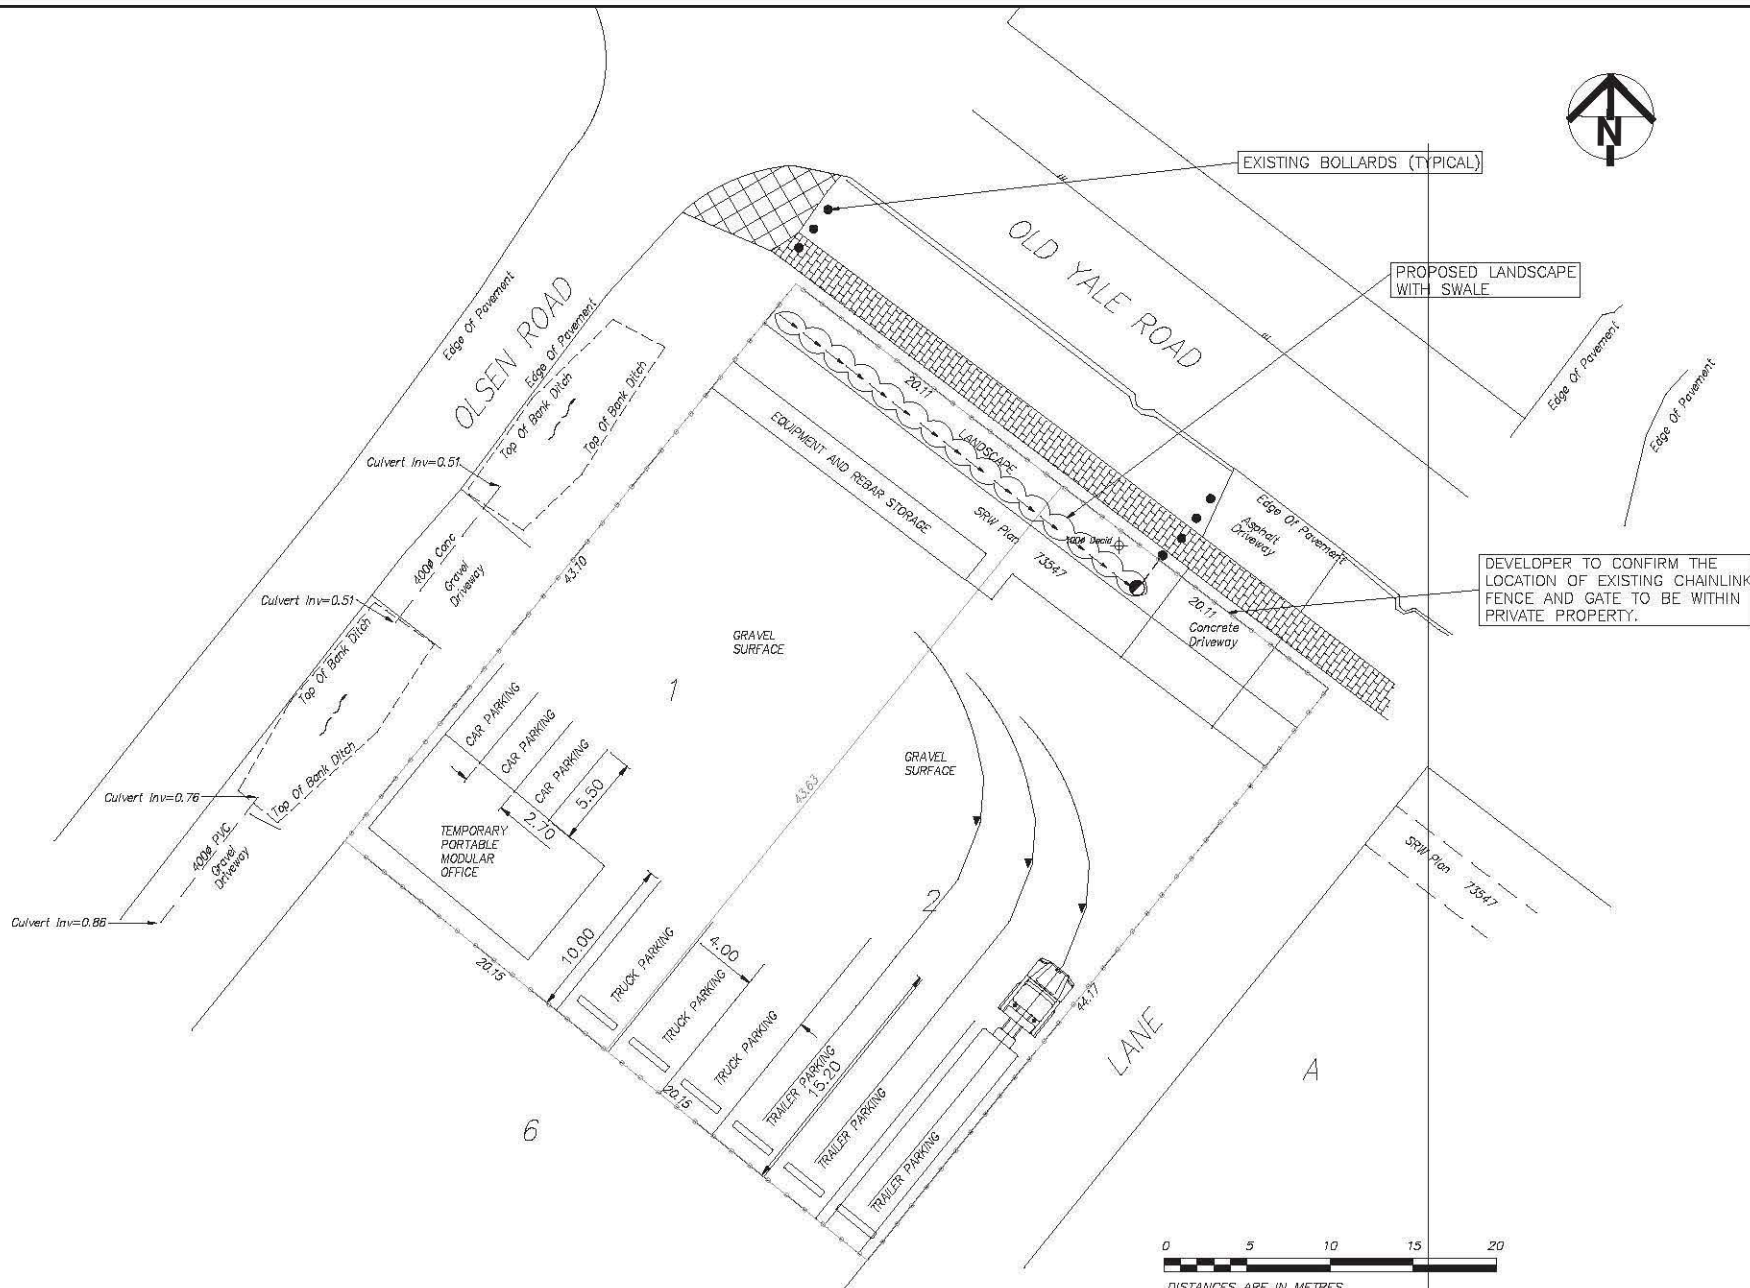 N
EXISTING BOLLARDS (TYPICAL)
OLD YALE ROAD
PROPOSED LANDSCAPE
WITH SWALE
Edge Of Pavement
OLSEN ROAD
Edge Of Pavement
Edge Of Pavement
Edge Of Pavement
Top Of Bank Ditch
Top Of Bank Ditch
20.11
LANDSCAPE
EQUIPMENT AND REBAR STORAGE
SRW Plan
73547
Culvert Inv=0.51
Edge Of Pavement
Asphalt
Driveway
400ø Conc
Gravel
Driveway
43.10
DEVELOPER TO CONFIRM THE
LOCATION OF EXISTING CHAINLINK
FENCE AND GATE TO BE WITHIN
PRIVATE PROPERTY.
Culvert Inv=0.51
20.11
Concrete
Driveway
GRAVEL
SURFACE
Top Of Bank Ditch
1
CAR PARKING
CAR PARKING
CAR PARKING
GRAVEL
SURFACE
43.63
5.50
2.70
Culvert Inv=0.76
Top Of Bank Ditch
TEMPORARY
PORTABLE
MODULAR
OFFICE
400ø PVC
Gravel
Driveway
SRW Plan 73547
2
Culvert Inv=0.86
20.15
10.00
TRUCK PARKING
4.00
TRUCK PARKING
TRUCK PARKING
44.17
LANE
A
20.15
TRAILER PARKING
15.20
TRAILER PARKING
TRAILER PARKING
6
0 5 10 15 20
DISTANCES ARE IN METRES